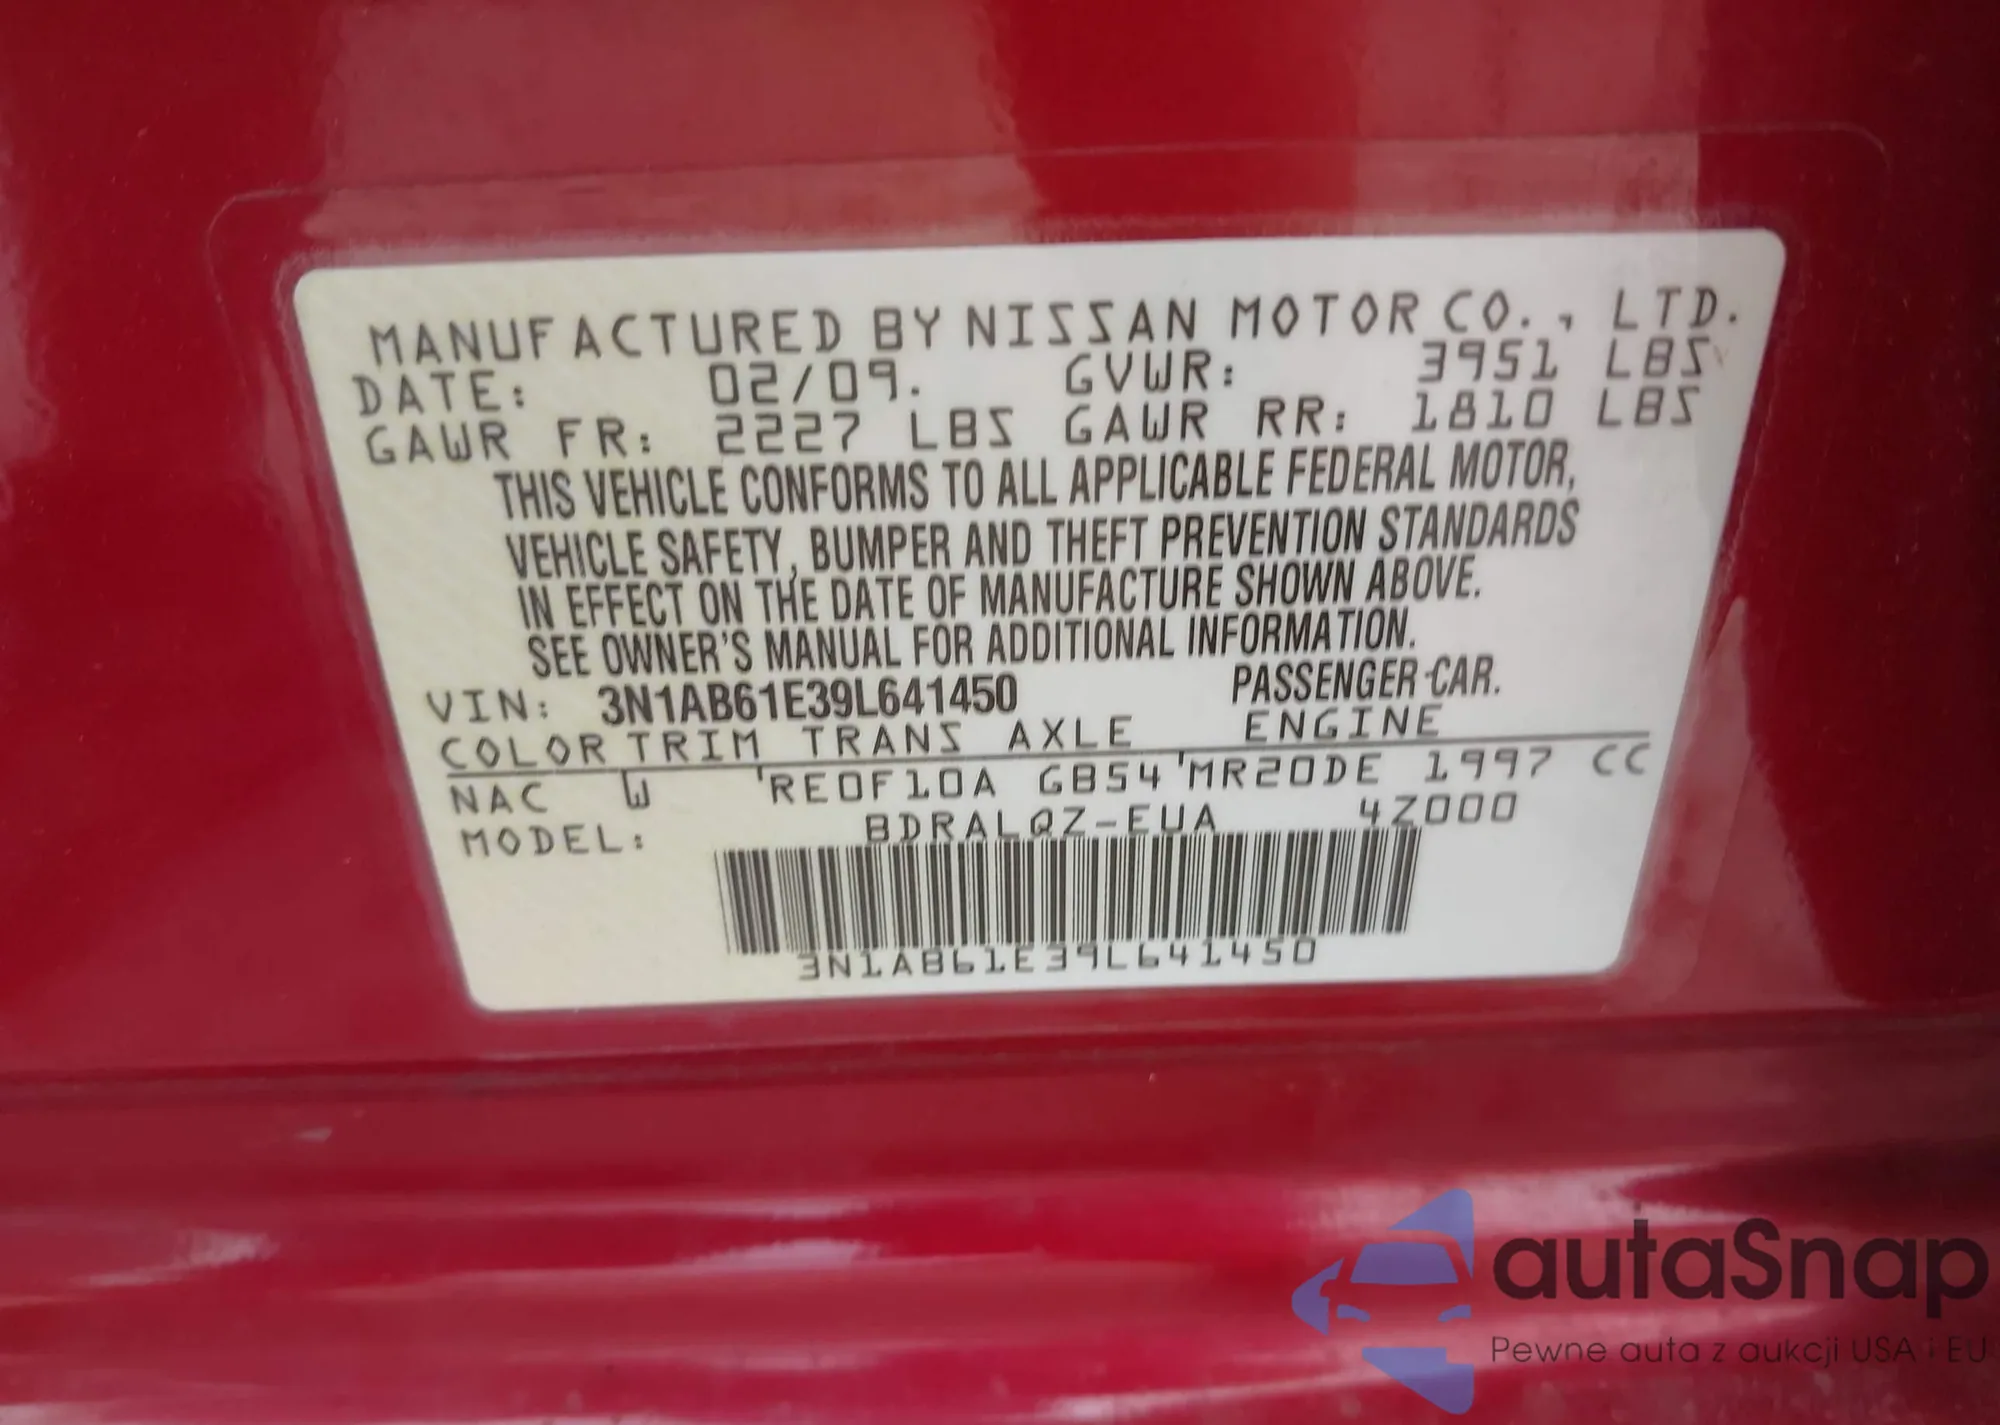 MANUFACTURED BY NISSAN MOTOR CO., LTD.
DATE: 02/09. GVWR: 3951 LBS
GAWR FR: 2227 LBS GAWR RR: 1810 LBS
THIS VEHICLE CONFORMS TO ALL APPLICABLE FEDERAL MOTOR,
VEHICLE SAFETY, BUMPER AND THEFT PREVENTION STANDARDS
IN EFFECT ON THE DATE OF MANUFACTURE SHOWN ABOVE.
SEE OWNER'S MANUAL FOR ADDITIONAL INFORMATION.
VIN: 3N1AB61E39L641450 PASSENGER CAR.
COLOR TRIM TRANS AXLE ENGINE
NAC W 'RE0F10A GB54 'MR20DE 1997 CC
MODEL: BDRALQZ-EUA 4Z000
3N1AB61E39L641450
autaSnap
Pewne auta z aukcji USA i EU